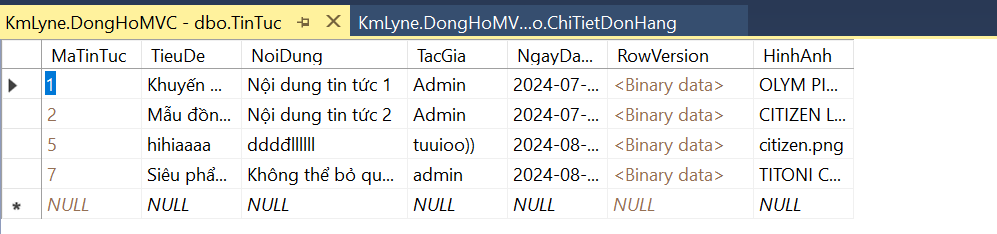 KmLyne.DongHoMVC - dbo.TinTuc KmLyne.DongHoMV...o.ChiTietDonHang
MaTinTuc TieuDe NoiDung TacGia NgayDa... RowVersion HinhAnh
1 Khuyến ... Nội dung tin tức 1 Admin 2024-07-... <Binary data> OLYM PI...
2 Mẫu đồn... Nội dung tin tức 2 Admin 2024-07-... <Binary data> CITIZEN L...
5 hihiaaaa dddđllllll tuuioo)) 2024-08-... <Binary data> citizen.png
7 Siêu phẩ... Không thể bỏ qu... admin 2024-08-... <Binary data> TITONI C...
NULL NULL NULL NULL NULL NULL NULL